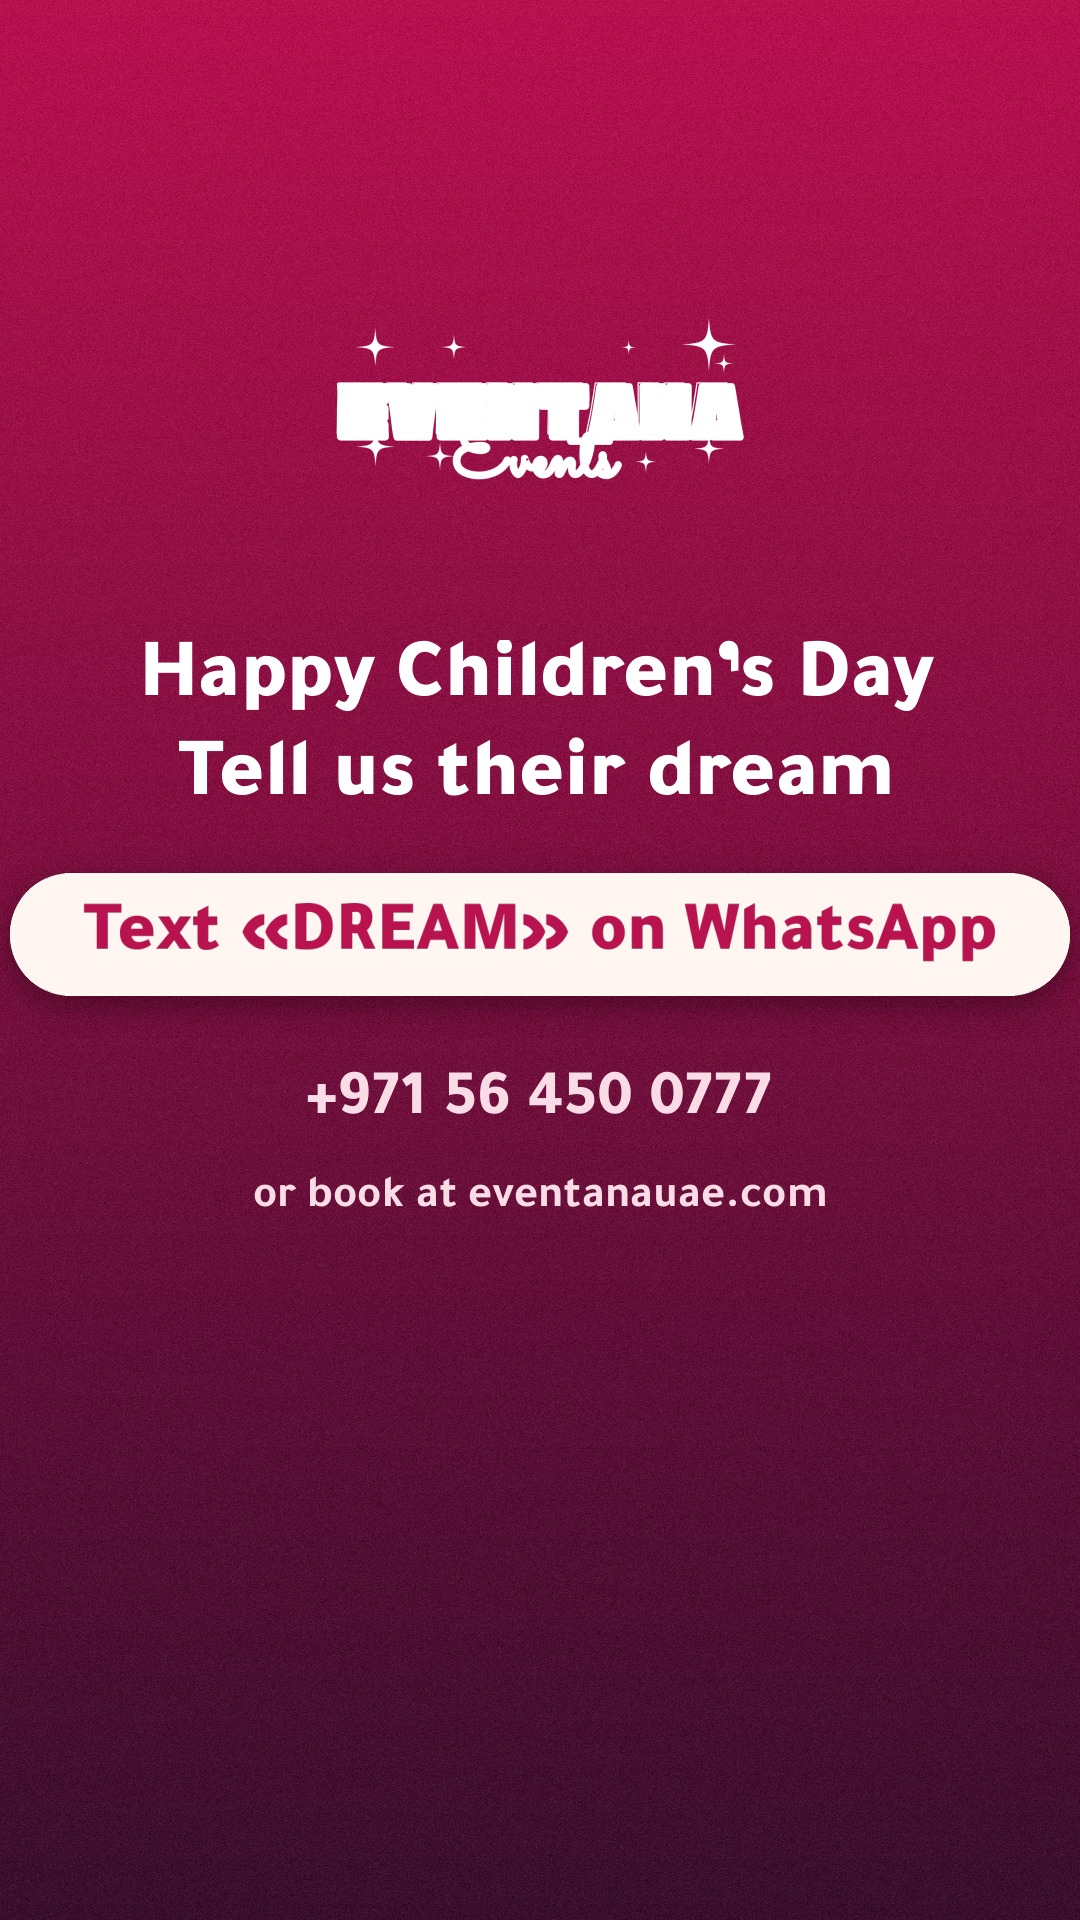 EVENTANA
Events
Happy Children’s Day
Tell us their dream
Text «DREAM» on WhatsApp
+971 56 450 0777
or book at eventanauae.com